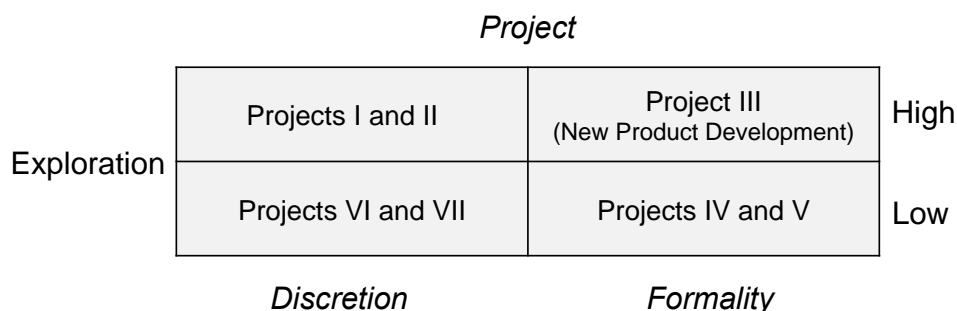 Project
Projects I and II
Project III
(New Product Development)
High
Exploration
Projects VI and VII
Projects IV and V
Low
Discretion
Formality